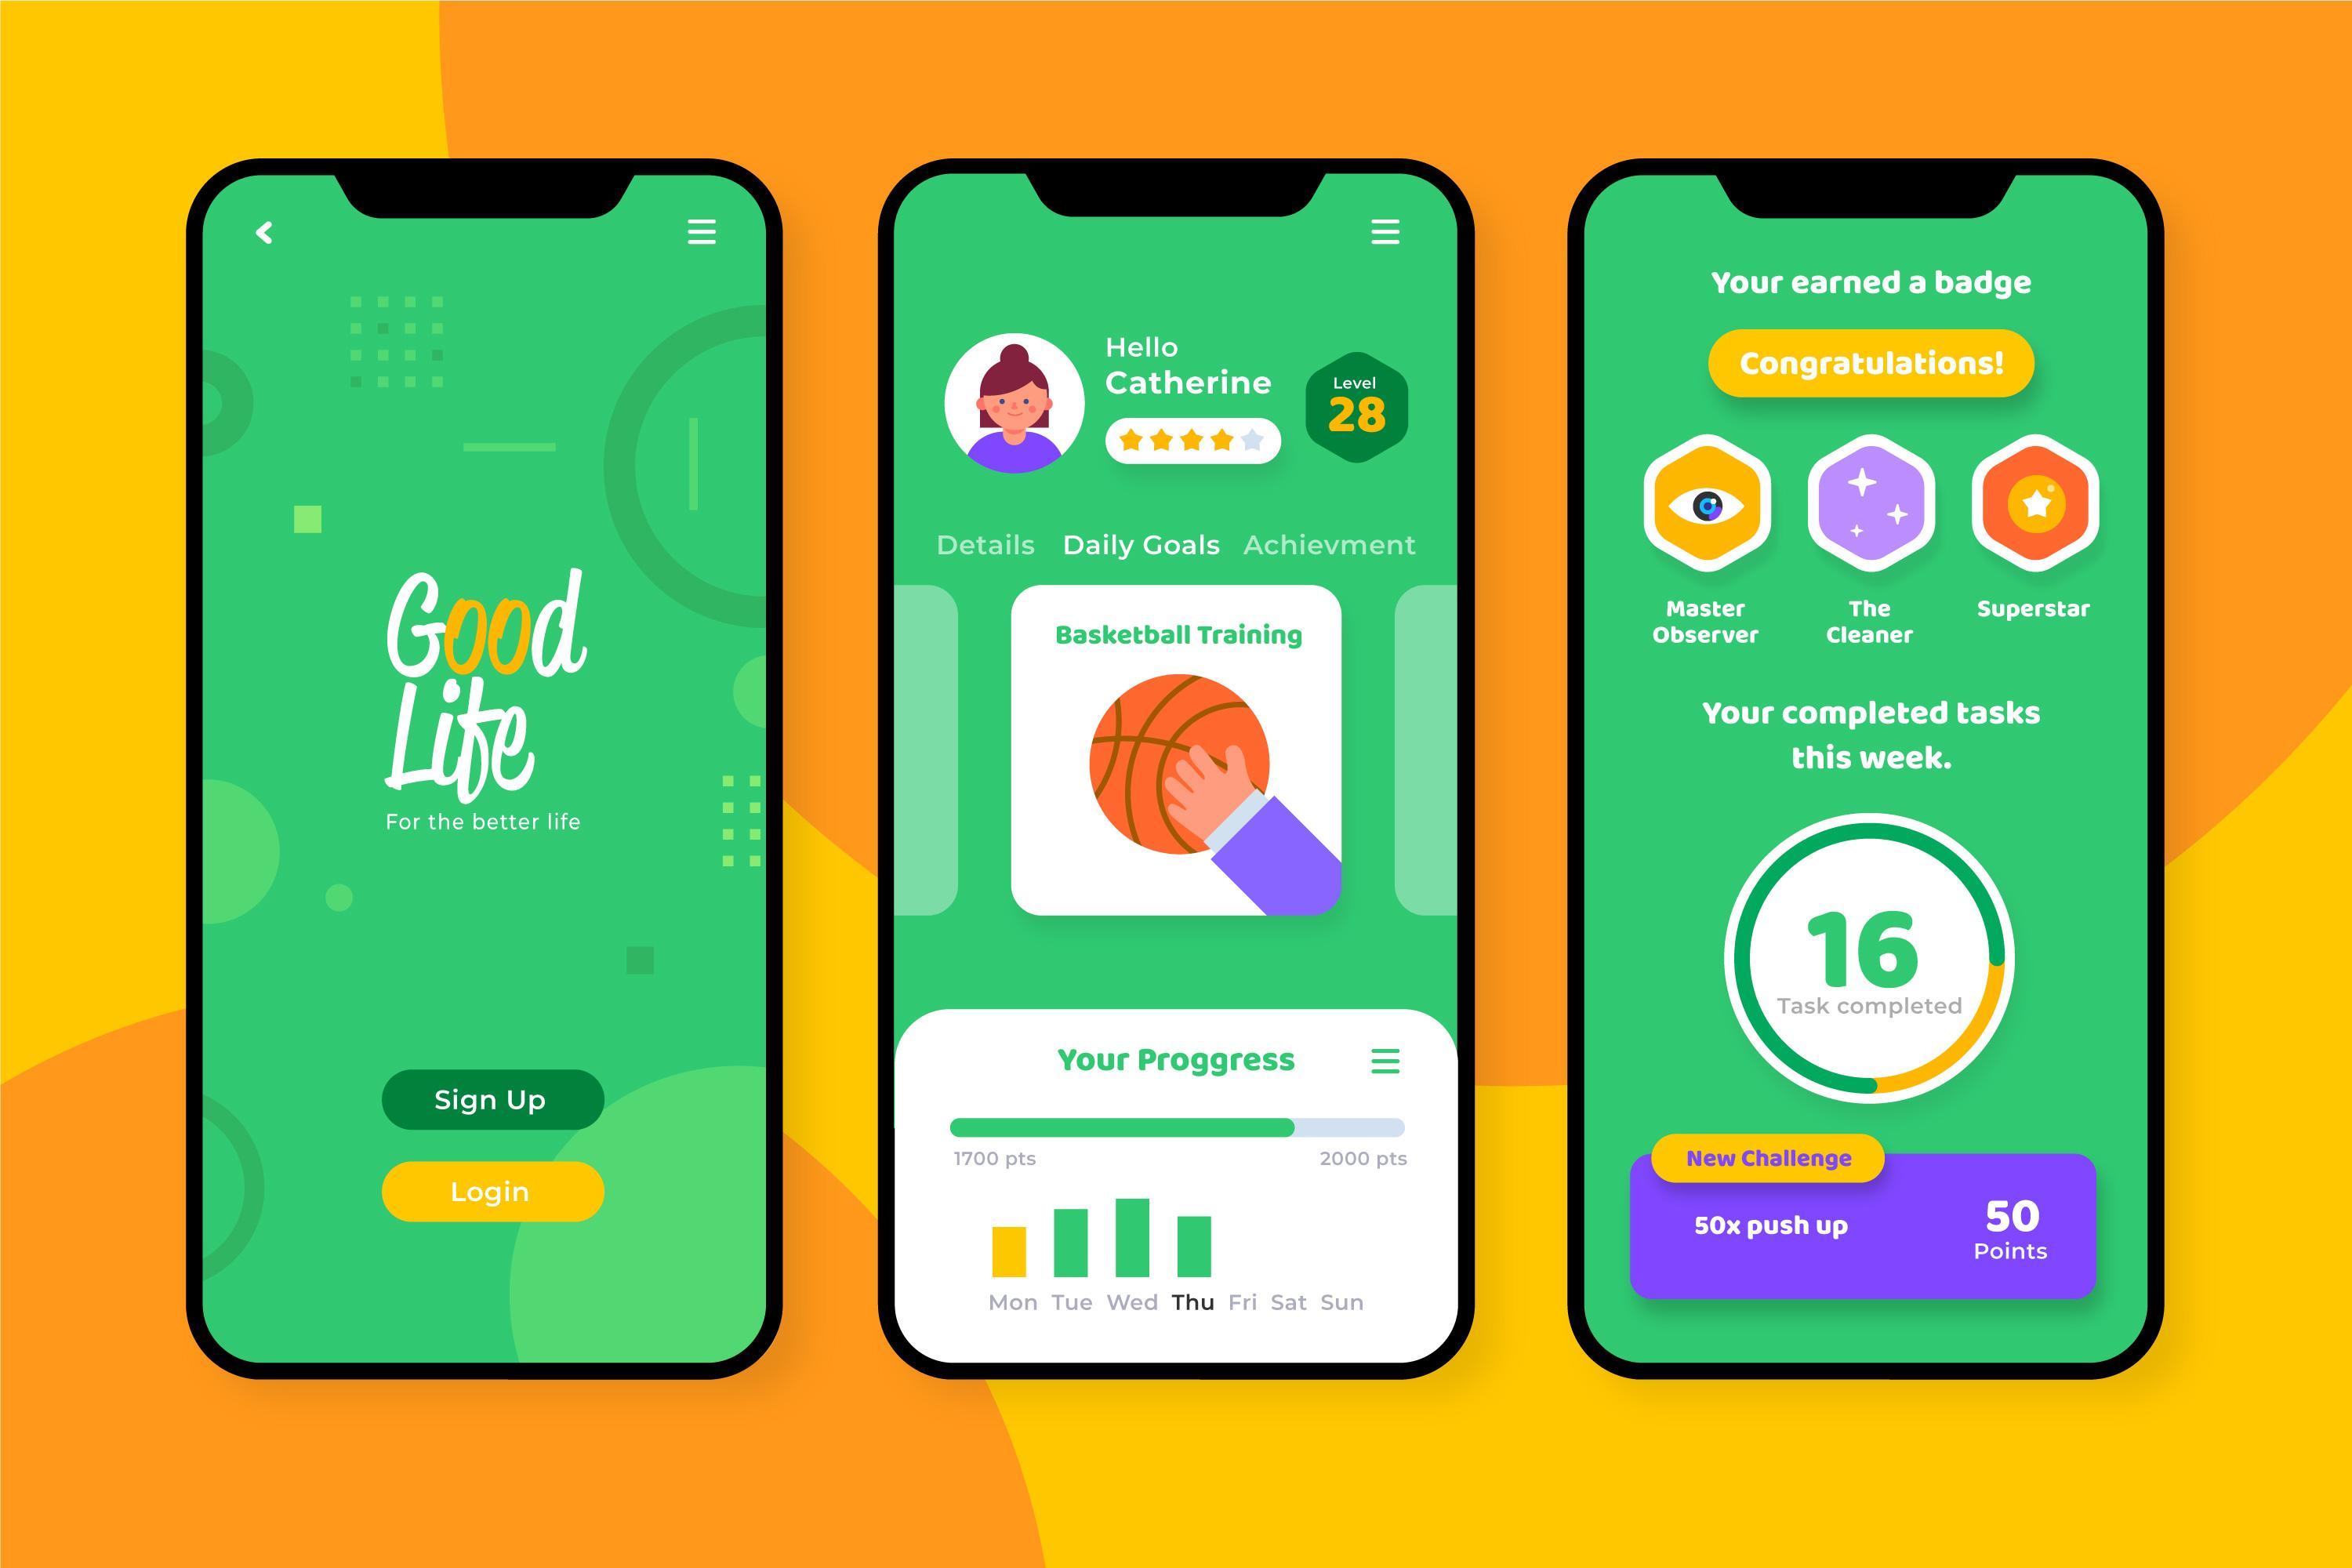 Good
Life
For the better life
Sign Up
Login
Hello
Catherine
Level
28
Details Daily Goals Achievment
Basketball Training
Your Proggress
1700 pts 2000 pts
Mon Tue Wed Thu Fri Sat Sun
Your earned a badge
Congratulations!
Master
Observer
The
Cleaner
Superstar
Your completed tasks
this week.
16
Task completed
New Challenge
50x push up
50
Points